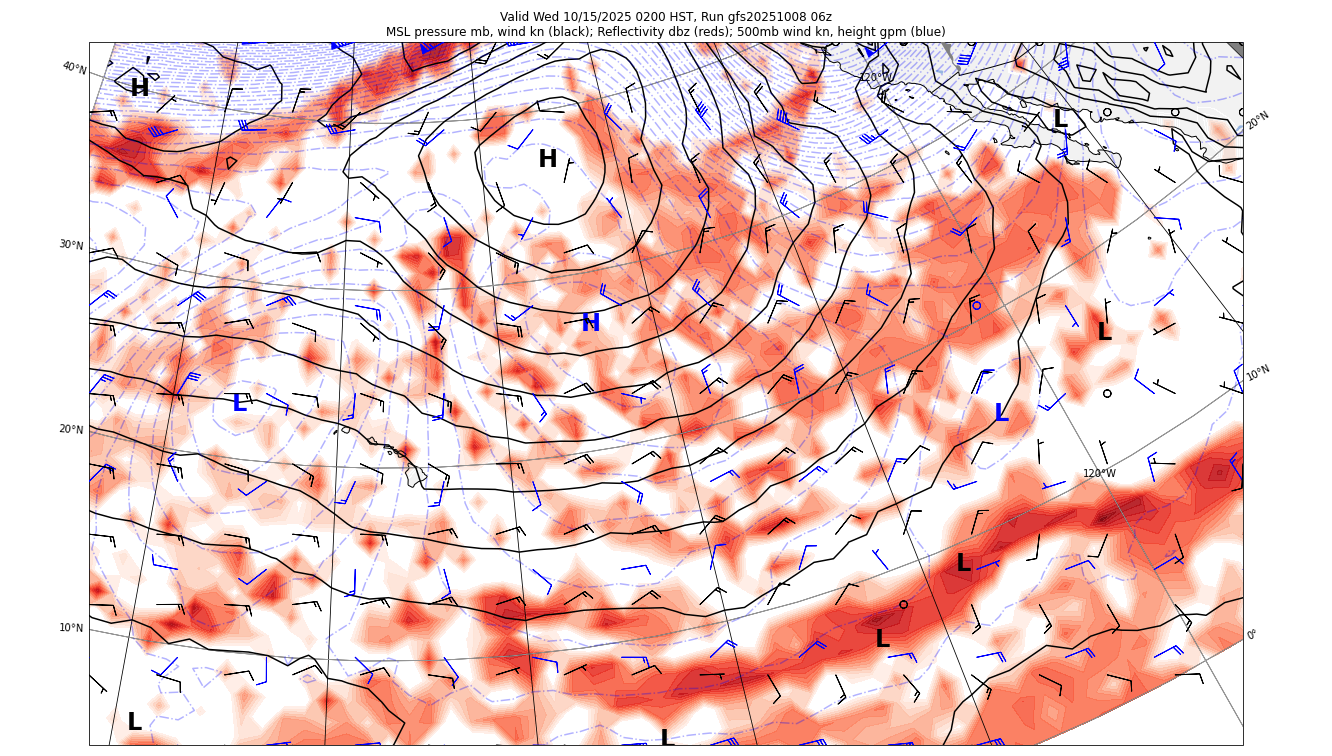 Valid Wed 10/15/2025 0200 HST, Run gfs20251008 06z
MSL pressure mb, wind kn (black); Reflectivity dbz (reds); 500mb wind kn, height gpm (blue)
40°N
120°W
H
L
20°N
H
30°N
H
L
10°N
L
L
20°N
120°W
L
10°N
L
0°
L
L